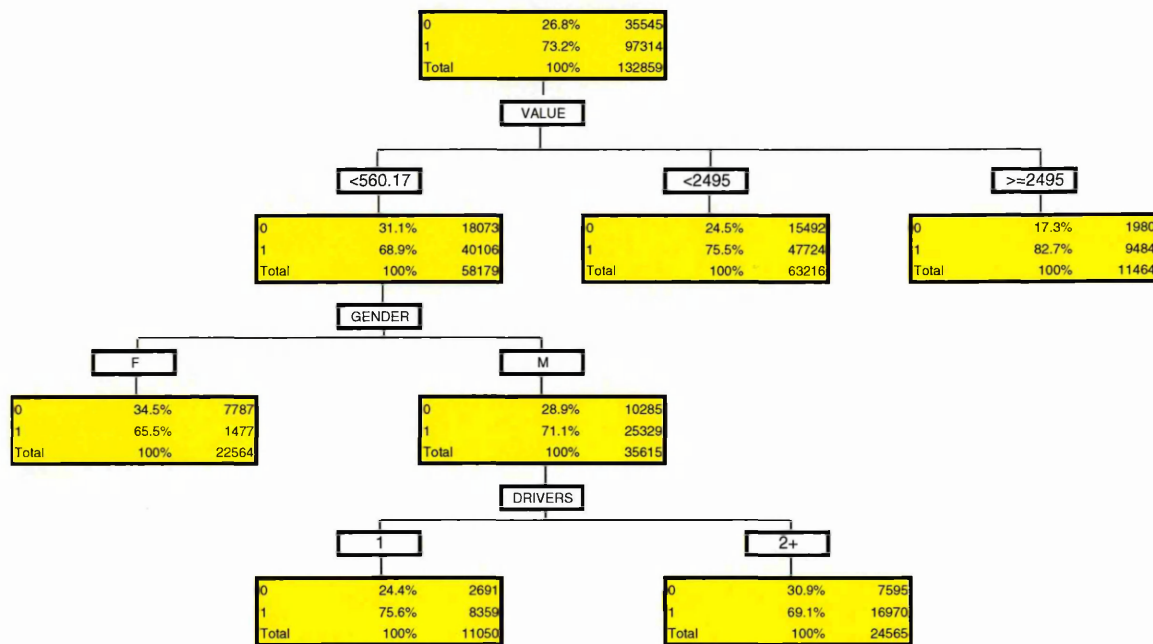 0 26.8% 35545
1 73.2% 97314
Total 100% 132859
VALUE
<560.17 <2495 >=2495
0 31.1% 18073 0 24.5% 15492 0 17.3% 1980
1 68.9% 40106 1 75.5% 47724 1 82.7% 9484
Total 100% 58179 Total 100% 63216 Total 100% 11464
GENDER
F M
0 34.5% 7787 0 28.9% 10285
1 65.5% 1477 1 71.1% 25329
Total 100% 22564 Total 100% 35615
DRIVERS
1 2+
0 24.4% 2691 0 30.9% 7595
1 75.6% 8359 1 69.1% 16970
Total 100% 11050 Total 100% 24565